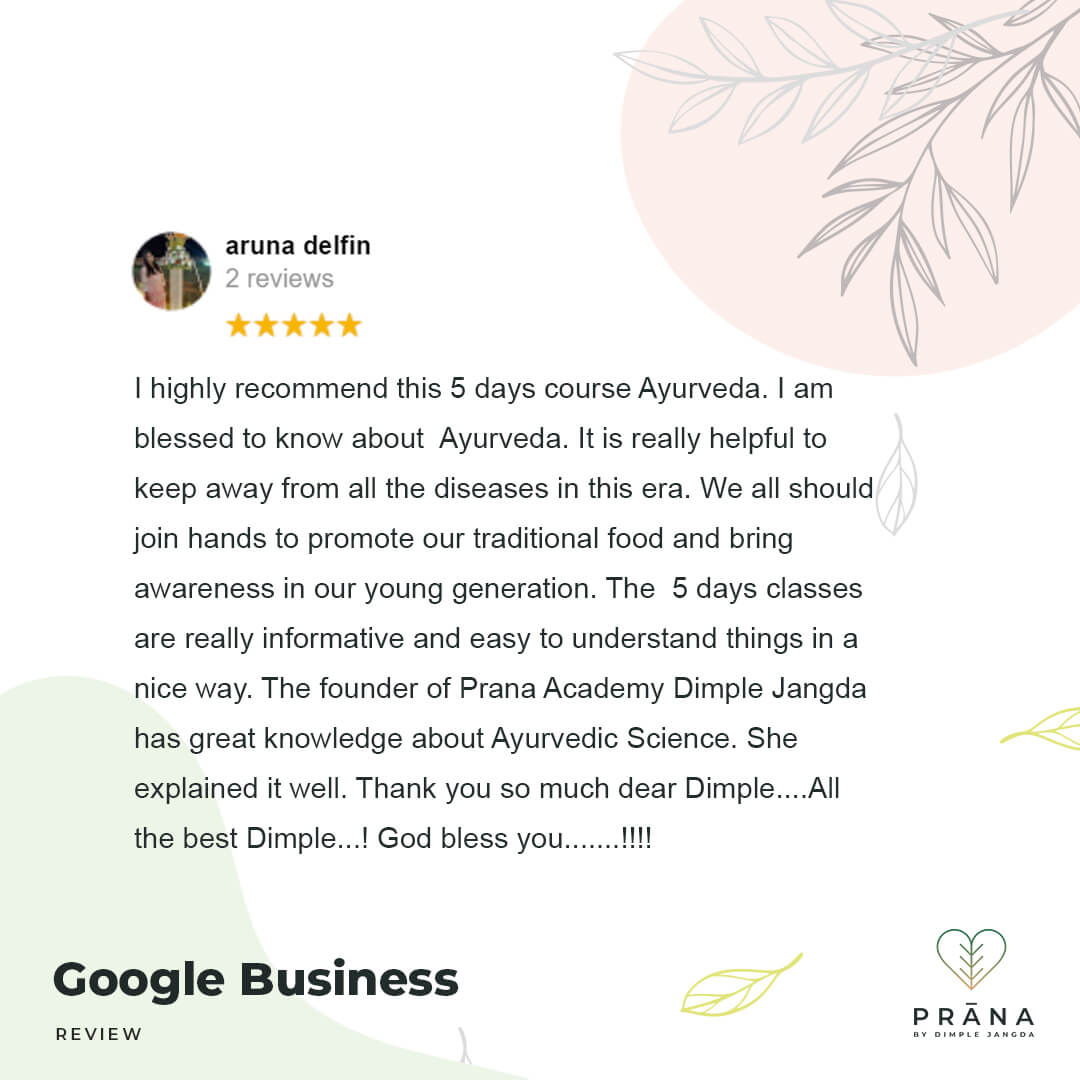 aruna delfin
2 reviews
I highly recommend this 5 days course Ayurveda. I am
blessed to know about  Ayurveda. It is really helpful to
keep away from all the diseases in this era. We all should
join hands to promote our traditional food and bring
awareness in our young generation. The  5 days classes
are really informative and easy to understand things in a
nice way. The founder of Prana Academy Dimple Jangda
has great knowledge about Ayurvedic Science. She
explained it well. Thank you so much dear Dimple....All
the best Dimple...! God bless you.......!!!!
Google Business
REVIEW
PRĀNA
BY DIMPLE JANGDA